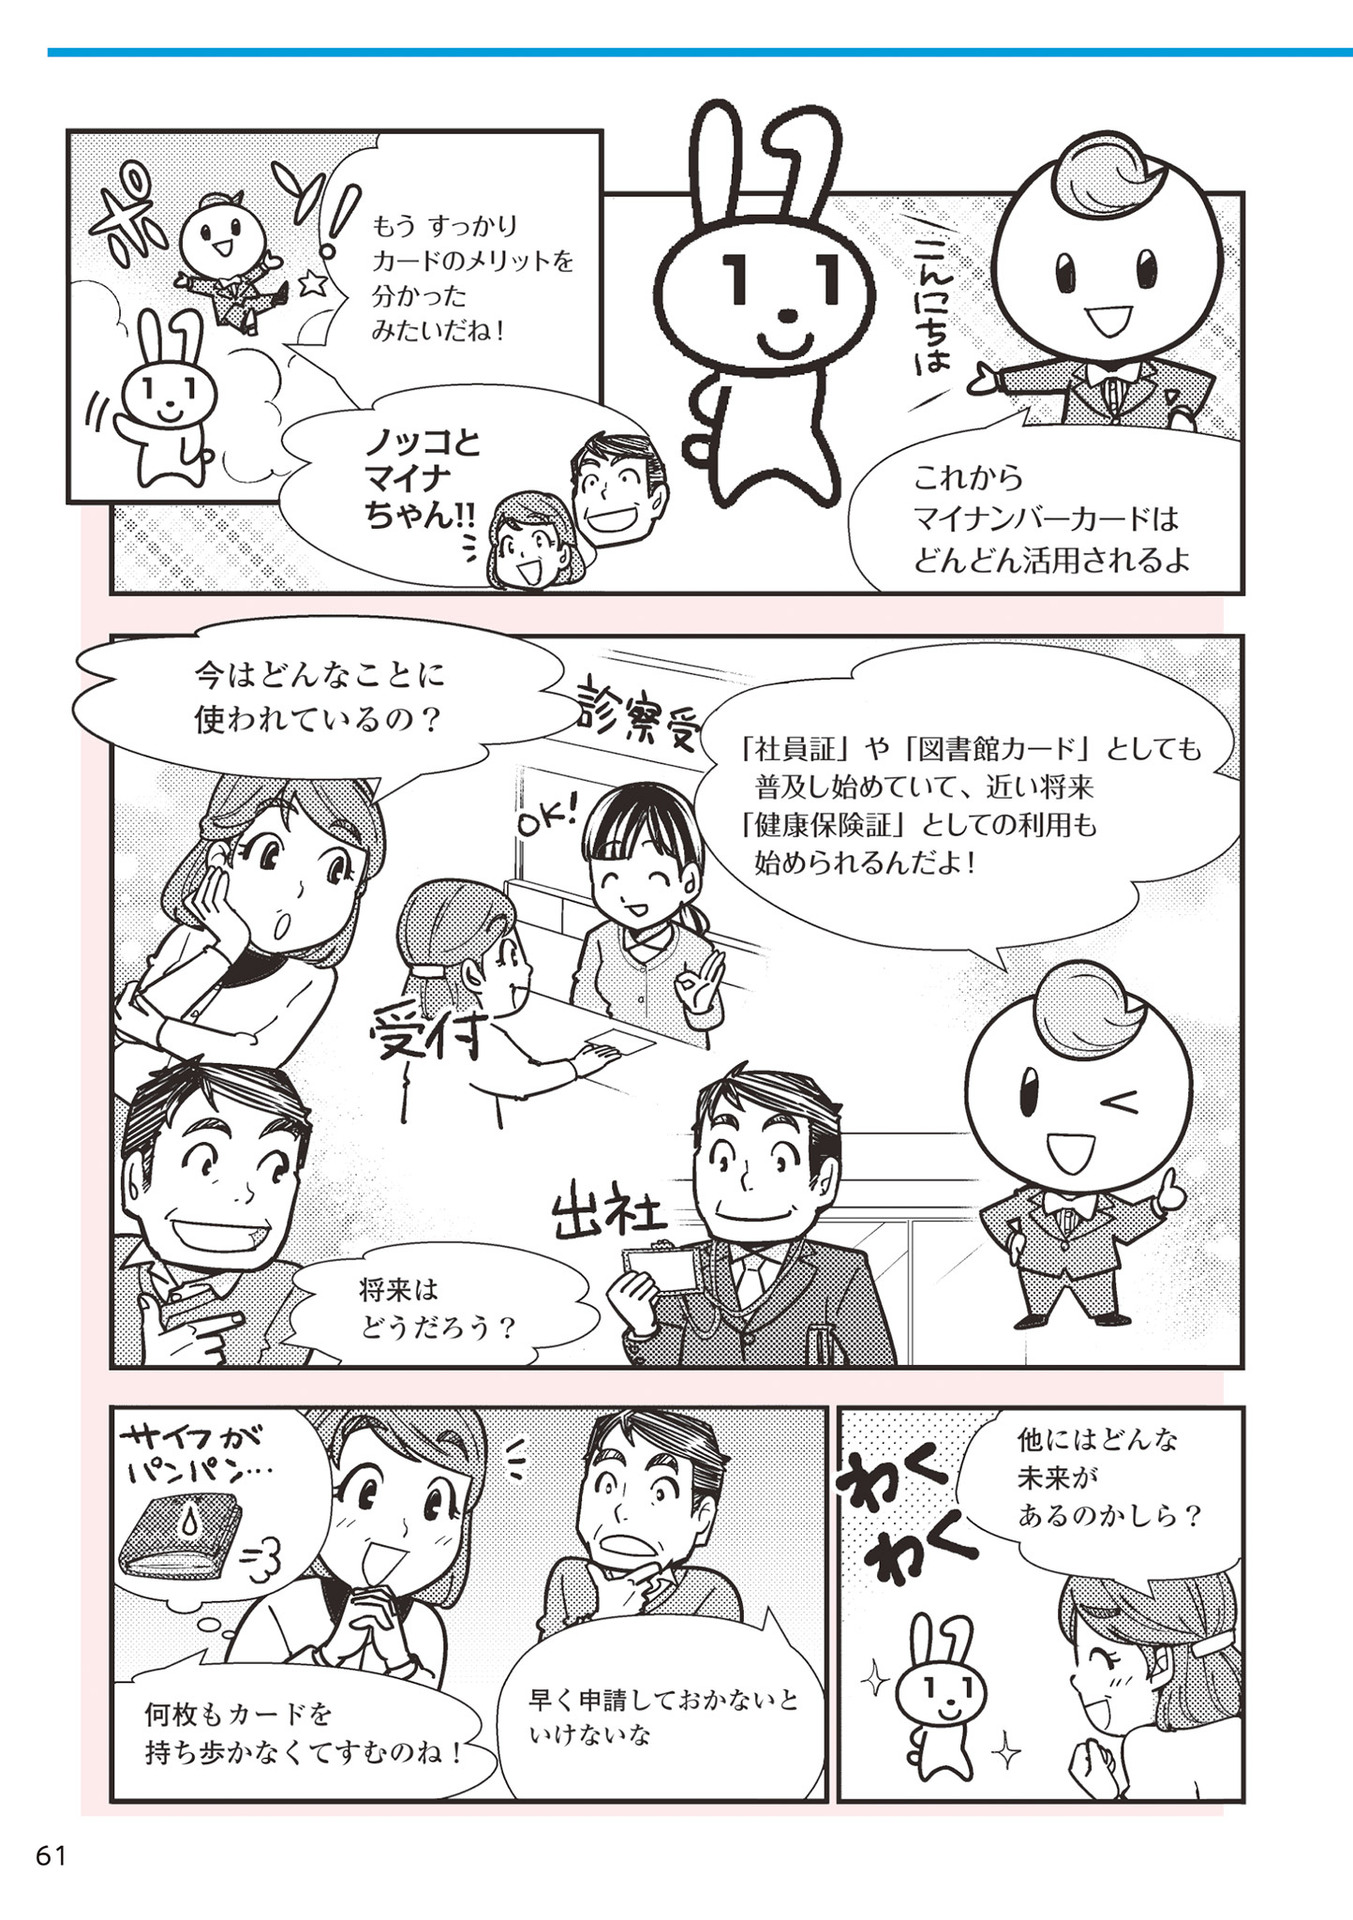 ポンッ!
もう すっかり
カードのメリットを
分かった
みたいだね!
ノッコと
マイナ
ちゃん!!
こんにちは
これから
マイナンバーカードは
どんどん活用されるよ
今はどんなことに
使われているの?
診察受
受付
OK!
「社員証」や「図書館カード」としても
普及し始めていて、近い将来
「健康保険証」としての利用も
始められるんだよ!
出社
将来は
どうだろう?
サイフが
パンパン…
何枚もカードを
持ち歩かなくてすむのね!
早く申請しておかないと
いけないな
わく
わく
他にはどんな
未来が
あるのかしら?
61